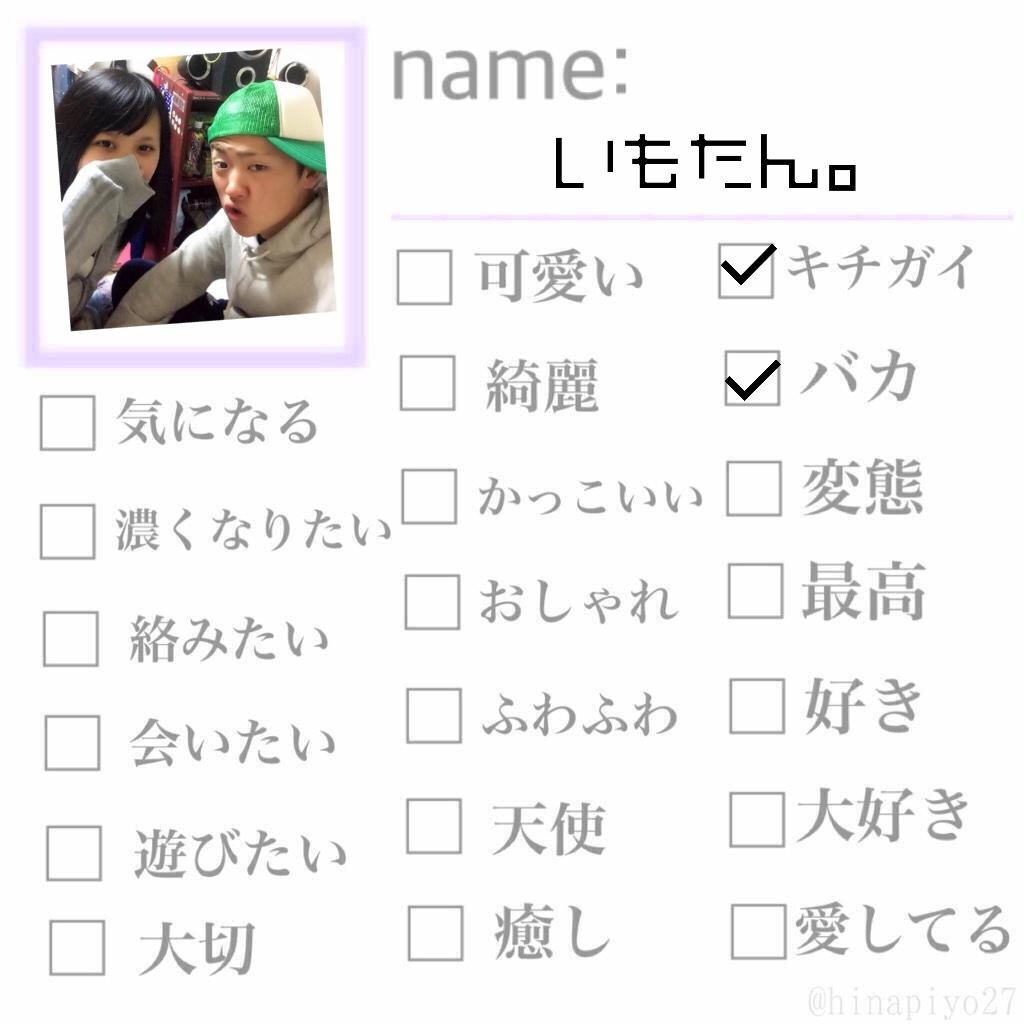 name:
いもたん。
可愛い
綺麗
かっこいい
おしゃれ
ふわふわ
天使
癒し
キチガイ
バカ
変態
最高
好き
大好き
愛してる
気になる
濃くなりたい
絡みたい
会いたい
遊びたい
大切
@hinapiyo27